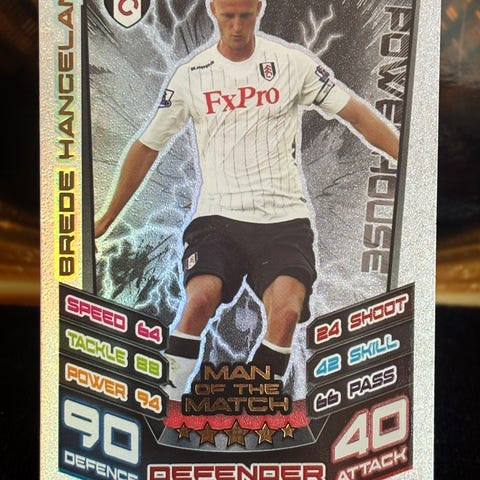 BREDE HANGELAN
POWERHOUSE
FxPro
SPEED 64
TACKLE 88
POWER 94
24 SHOOT
42 SKILL
66 PASS
MAN
OF THE
MATCH
90
DEFENCE
40
ATTACK
DEFENDER